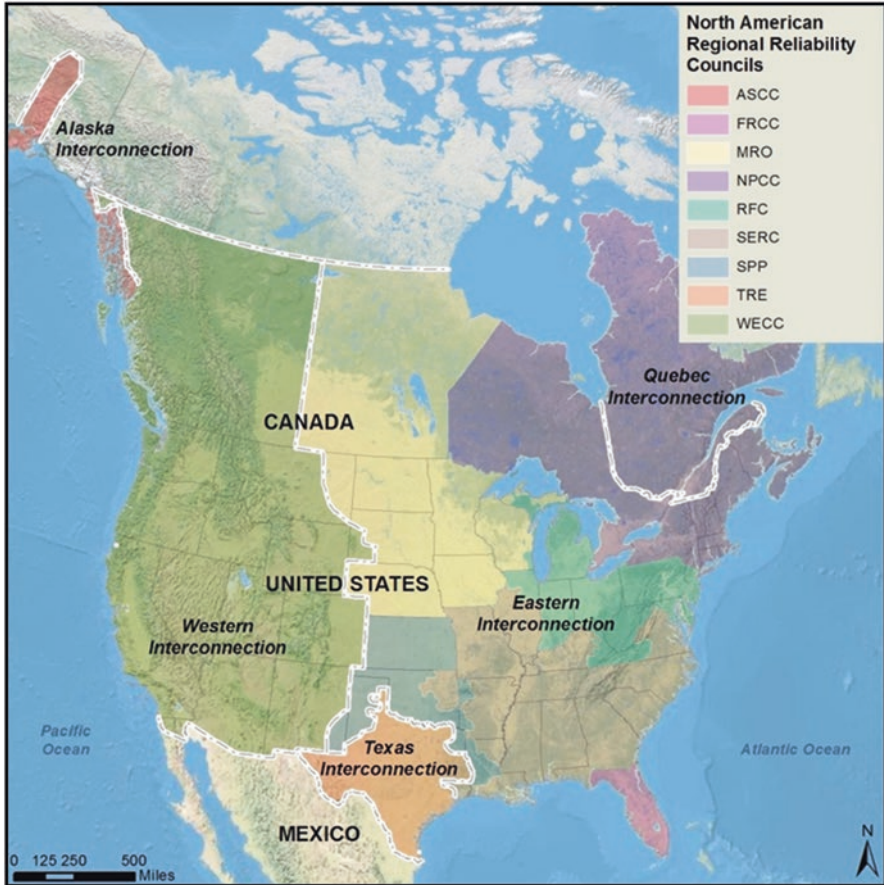 North American
Regional Reliability
Councils
ASCC
FRCC
MRO
NPCC
RFC
SERC
SPP
TRE
WECC
Alaska
Interconnection
Quebec
Interconnection
CANADA
UNITED STATES
Western
Interconnection
Eastern
Interconnection
Pacific
Ocean
Atlantic Ocean
Texas
Interconnection
MEXICO
N
0 125 250 500
Miles